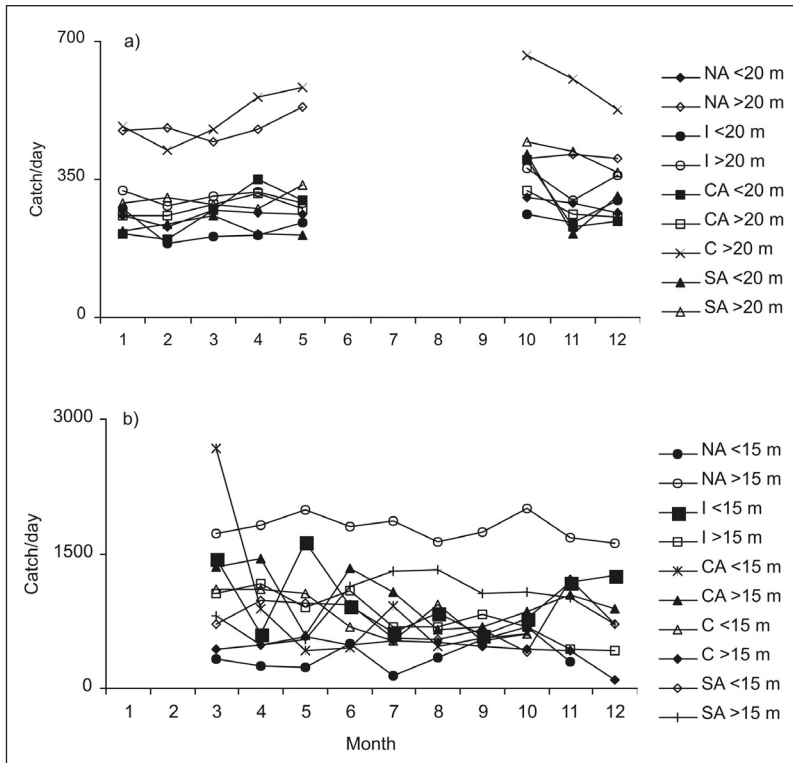 a)
700
350
0
Catch/day
1 2 3 4 5 6 7 8 9 10 11 12
NA <20 m
NA >20 m
I <20 m
I >20 m
CA <20 m
CA >20 m
C >20 m
SA <20 m
SA >20 m
b)
3000
1500
0
Catch/day
1 2 3 4 5 6 7 8 9 10 11 12
Month
NA <15 m
NA >15 m
I <15 m
I >15 m
CA <15 m
CA >15 m
C <15 m
C >15 m
SA <15 m
SA >15 m